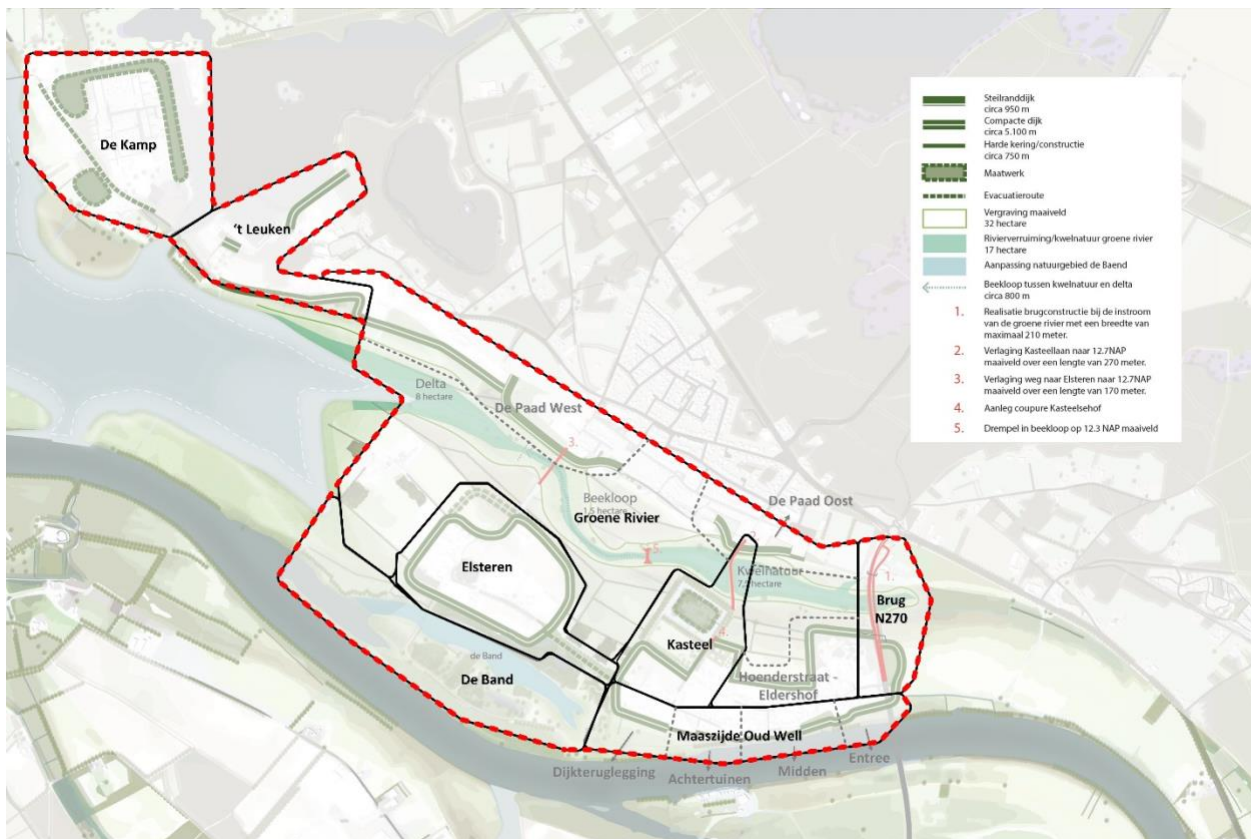 De Kamp
't Leuken
Delta
8 hectare
De Paad West
3.
Beekloop
1,5 hectare
Groene Rivier
De Paad Oost
5.
Kwelnatuur
7,5 hectare
1.
Brug
N270
Elsteren
4.
Kasteel
de Band
De Band
Hoenderstraat -
Eldershof
Maaszijde Oud Well
Dijkteruglegging
Achtertuinen
Midden
Entree
Steilranddijk
circa 950 m
Compacte dijk
circa 5.100 m
Harde kering/constructie
circa 750 m
Maatwerk
Evacuatieroute
Vergraving maaiveld
32 hectare
Rivierverruiming/kwelnatuur groene rivier
17 hectare
Aanpassing natuurgebied de Baend
Beekloop tussen kwelnatuur en delta
circa 800 m
1. Realisatie brugconstructie bij de instroom
van de groene rivier met een breedte van
maximaal 210 meter.
2. Verlaging Kasteellaan naar 12.7NAP
maaiveld over een lengte van 270 meter.
3. Verlaging weg naar Elsteren naar 12.7NAP
maaiveld over een lengte van 170 meter.
4. Aanleg coupure Kasteelsehof
5. Drempel in beekloop op 12.3 NAP maaiveld